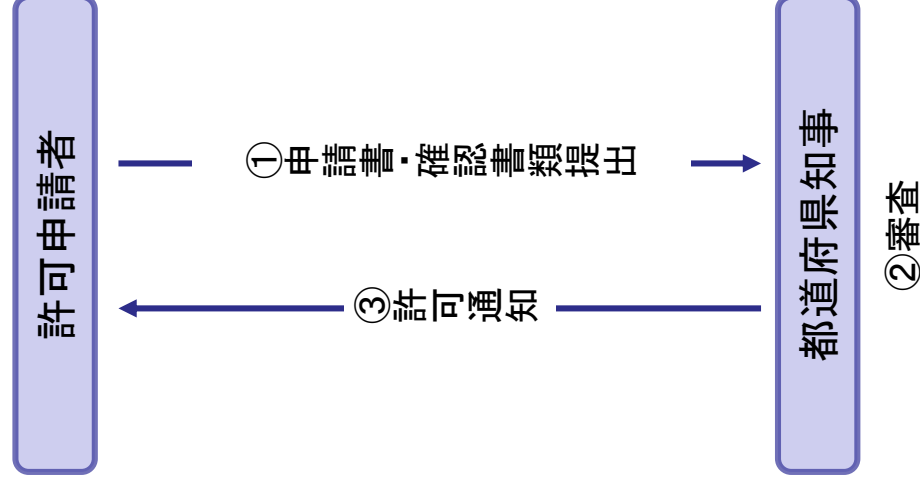 許可申請者
①申請書・確認書類提出
③許可通知
都道府県知事
②審査